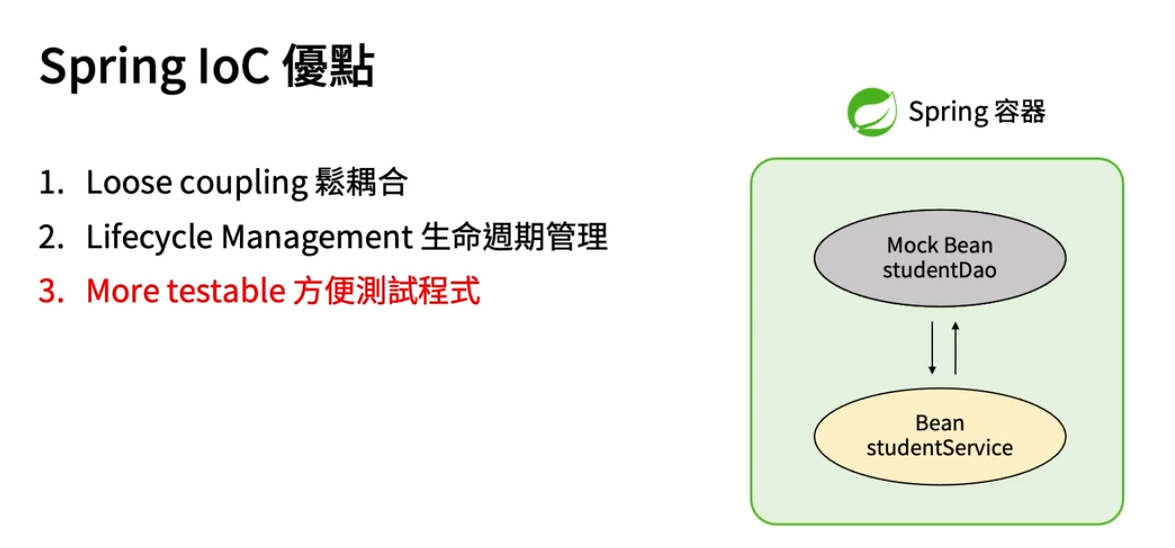 Spring IoC 優點
1. Loose coupling 鬆耦合
2. Lifecycle Management 生命週期管理
3. More testable 方便測試程式
Spring 容器
Mock Bean
studentDao
Bean
studentService